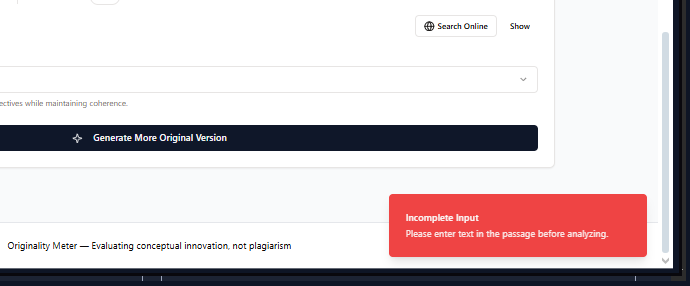 Search Online
Show
ectives while maintaining coherence.
Generate More Original Version
Incomplete Input
Please enter text in the passage before analyzing.
Originality Meter — Evaluating conceptual innovation, not plagiarism